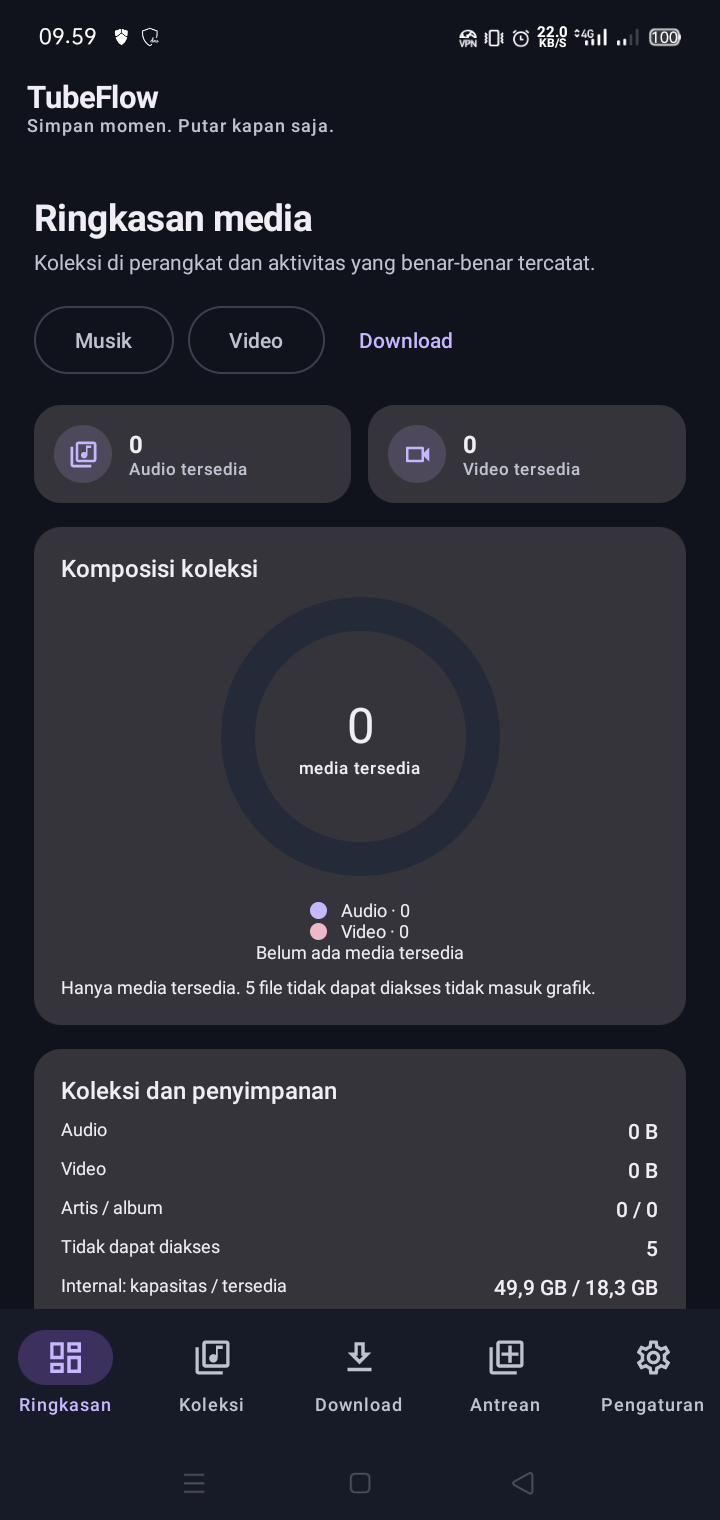 09.59
VPN
22.0
KB/S
4G
100
TubeFlow
Simpan momen. Putar kapan saja.
Ringkasan media
Koleksi di perangkat dan aktivitas yang benar-benar tercatat.
Musik Video Download
0
Audio tersedia
0
Video tersedia
Komposisi koleksi
0
media tersedia
Audio · 0
Video · 0
Belum ada media tersedia
Hanya media tersedia. 5 file tidak dapat diakses tidak masuk grafik.
Koleksi dan penyimpanan
Audio 0 B
Video 0 B
Artis / album 0 / 0
Tidak dapat diakses 5
Internal: kapasitas / tersedia 49,9 GB / 18,3 GB
Ringkasan Koleksi Download Antrean Pengaturan